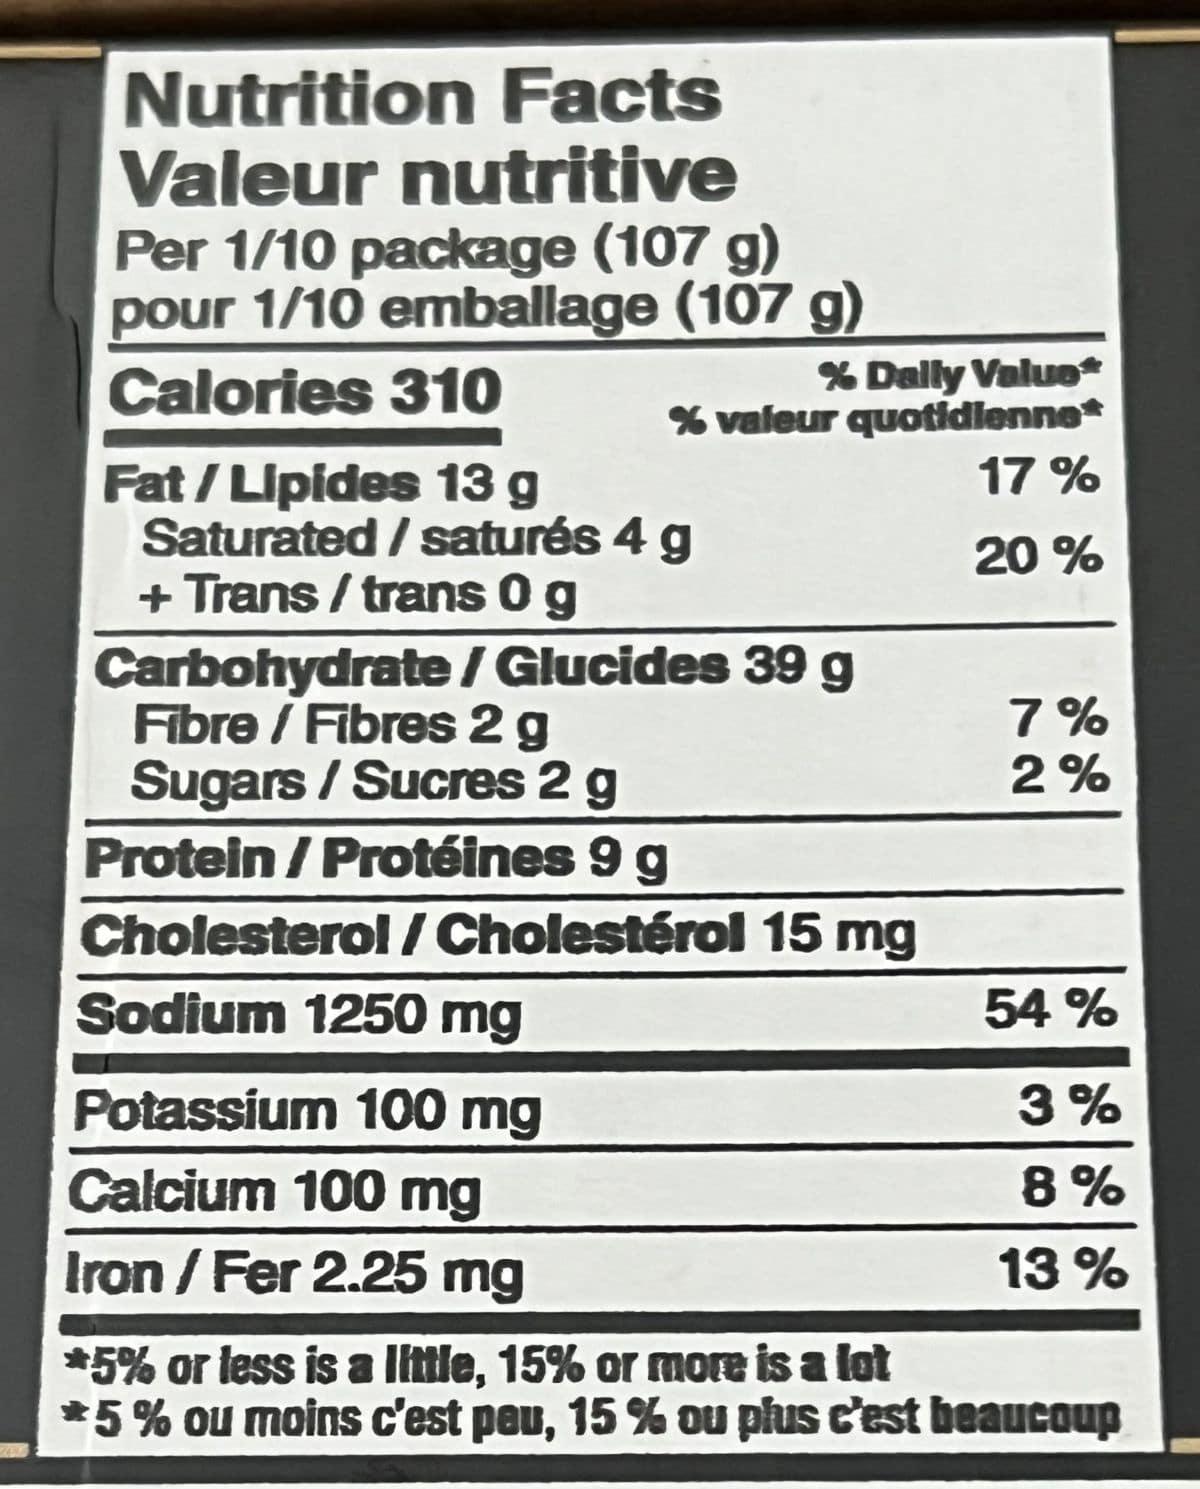 Nutrition Facts
Valeur nutritive
Per 1/10 package (107 g)
pour 1/10 emballage (107 g)
Calories 310
% Daily Value*
% valeur quotidienne*
Fat / Lipides 13 g 17 %
Saturated / saturés 4 g
+ Trans / trans 0 g 20 %
Carbohydrate / Glucides 39 g
Fibre / Fibres 2 g 7 %
Sugars / Sucres 2 g 2 %
Protein / Protéines 9 g
Cholesterol / Cholestérol 15 mg
Sodium 1250 mg 54 %
Potassium 100 mg 3 %
Calcium 100 mg 8 %
Iron / Fer 2.25 mg 13 %
*5% or less is a little, 15% or more is a lot
*5 % ou moins c'est peu, 15 % ou plus c'est beaucoup